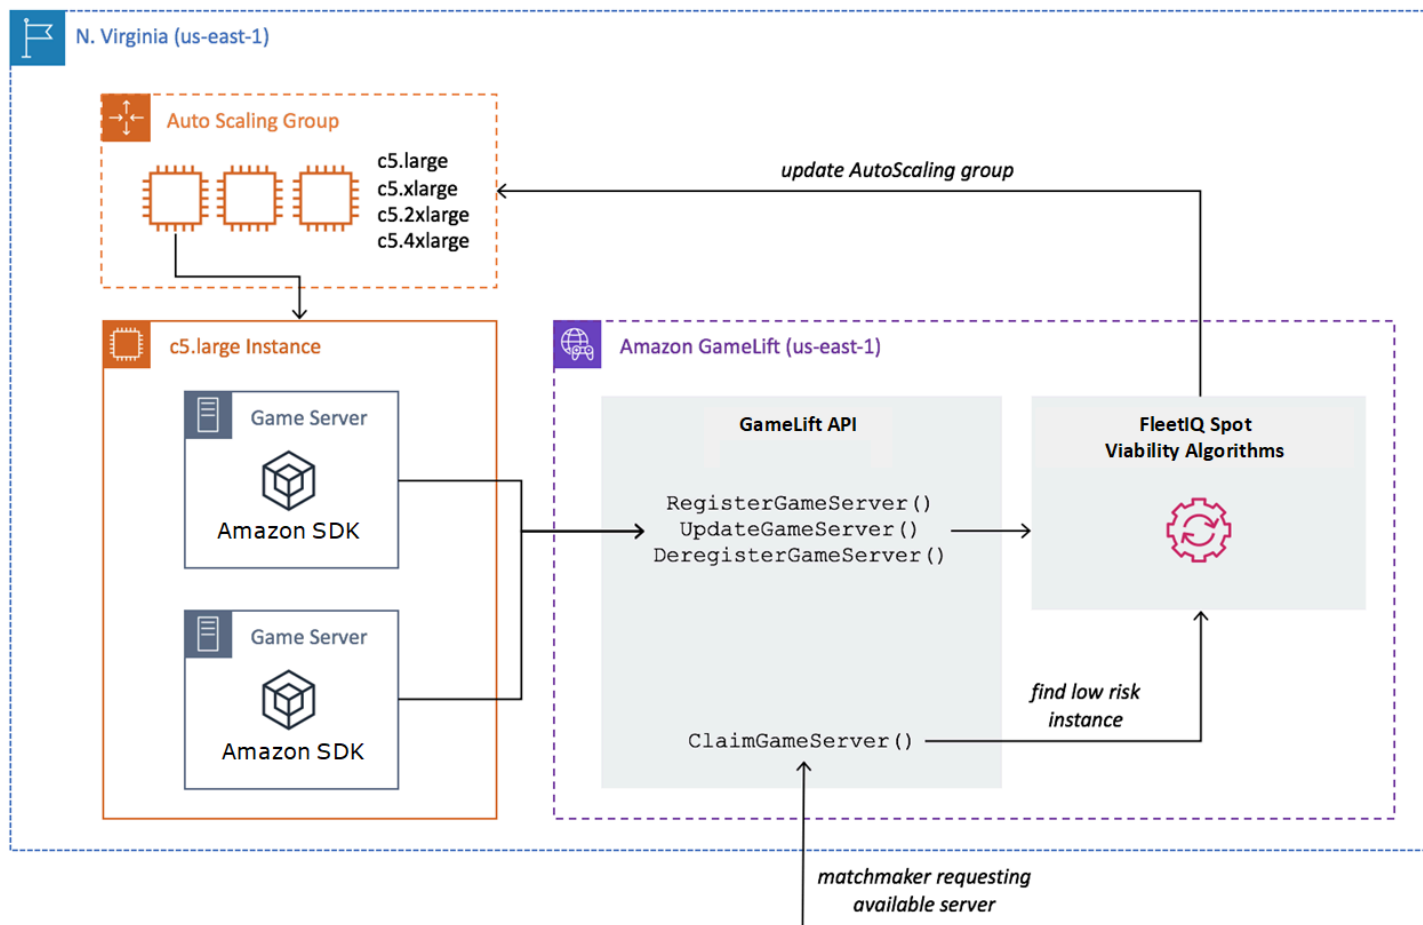 N. Virginia (us-east-1)
Auto Scaling Group
c5.large
c5.xlarge
c5.2xlarge
c5.4xlarge
update AutoScaling group
c5.large Instance
Game Server
Amazon SDK
Game Server
Amazon SDK
Amazon GameLift (us-east-1)
GameLift API
RegisterGameServer()
UpdateGameServer()
DeregisterGameServer()
ClaimGameServer()
FleetIQ Spot
Viability Algorithms
find low risk
instance
matchmaker requesting
available server